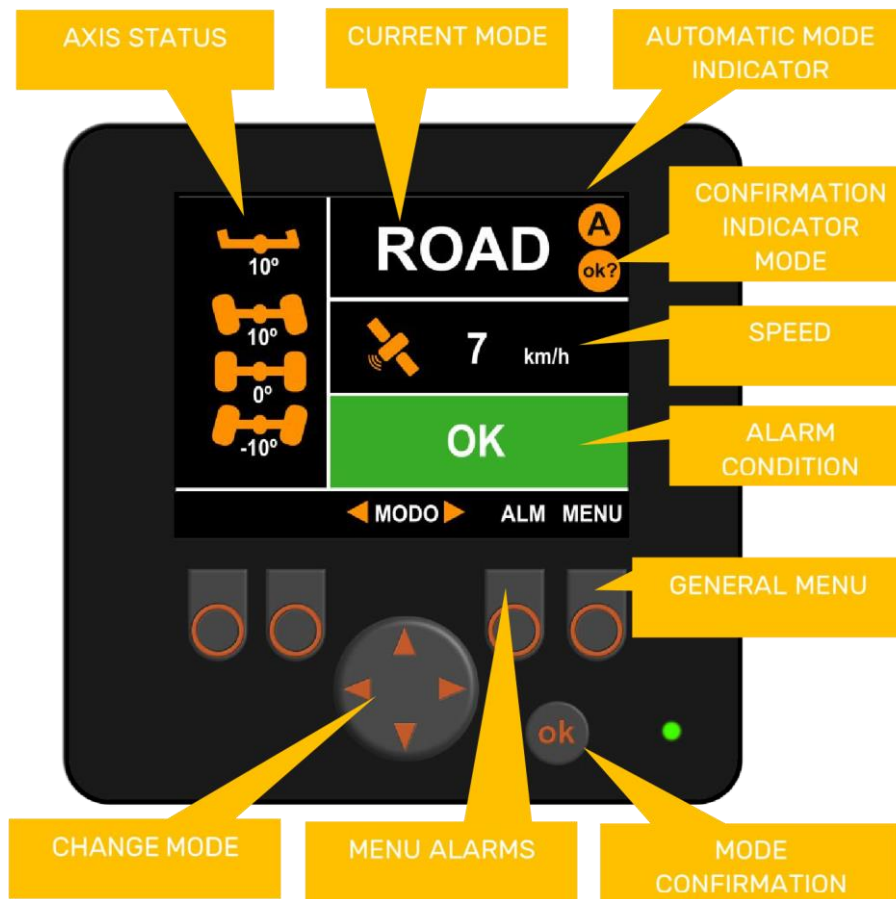 AXIS STATUS
CURRENT MODE
AUTOMATIC MODE
INDICATOR
CONFIRMATION
INDICATOR
MODE
ROAD
A
ok?
10º
10º
0º
-10º
7 km/h
SPEED
OK
ALARM
CONDITION
MODO ALM MENU
GENERAL MENU
ok
CHANGE MODE
MENU ALARMS
MODE
CONFIRMATION